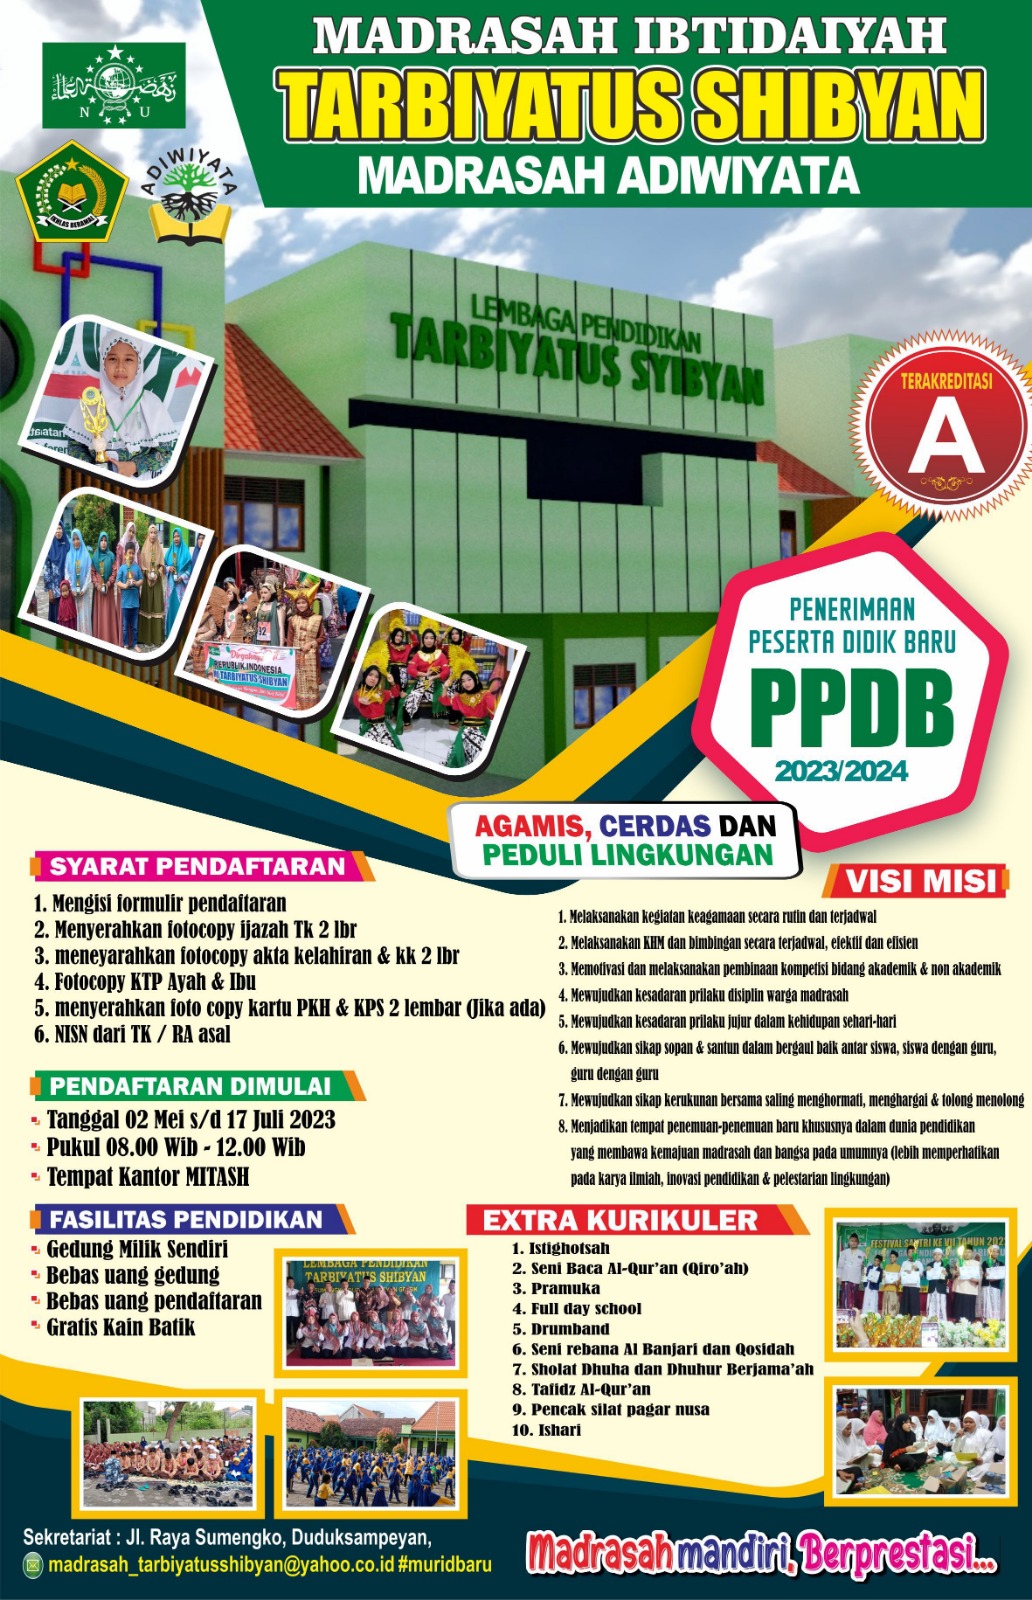 MADRASAH IBTIDAIYAH
TARBIYATUS SHIBYAN
MADRASAH ADIWIYATA
N U
IKHLAS BERAMAL
ADIWIYATA
LEMBAGA PENDIDIKAN
TARBIYATUS SYIBYAN
TERAKREDITASI
A
Dirgahayu
REPUBLIK INDONESIA
MI TARBIYATUS SHIBYAN
PENERIMAAN
PESERTA DIDIK BARU
PPDB
2023/2024
AGAMIS, CERDAS DAN
PEDULI LINGKUNGAN
SYARAT PENDAFTARAN
1. Mengisi formulir pendaftaran
2. Menyerahkan fotocopy ijazah Tk 2 lbr
3. meneyarahkan fotocopy akta kelahiran & kk 2 lbr
4. Fotocopy KTP Ayah & Ibu
5. menyerahkan foto copy kartu PKH & KPS 2 lembar (Jika ada)
6. NISN dari TK / RA asal
PENDAFTARAN DIMULAI
Tanggal 02 Mei s/d 17 Juli 2023
Pukul 08.00 Wib - 12.00 Wib
Tempat Kantor MITASH
FASILITAS PENDIDIKAN
Gedung Milik Sendiri
Bebas uang gedung
Bebas uang pendaftaran
Gratis Kain Batik
VISI MISI
1. Melaksanakan kegiatan keagamaan secara rutin dan terjadwal
2. Melaksanakan KHM dan bimbingan secara terjadwal, efektif dan efisien
3. Memotivasi dan melaksanakan pembinaan kompetisi bidang akademik & non akademik
4. Mewujudkan kesadaran prilaku disiplin warga madrasah
5. Mewujudkan kesadaran prilaku jujur dalam kehidupan sehari-hari
6. Mewujudkan sikap sopan & santun dalam bergaul baik antar siswa, siswa dengan guru,
guru dengan guru
7. Mewujudkan sikap kerukunan bersama saling menghormati, menghargai & tolong menolong
8. Menjadikan tempat penemuan-penemuan baru khususnya dalam dunia pendidikan
yang membawa kemajuan madrasah dan bangsa pada umumnya (lebih memperhatikan
pada karya ilmiah, inovasi pendidikan & pelestarian lingkungan)
EXTRA KURIKULER
1. Istighotsah
2. Seni Baca Al-Qur'an (Qiro'ah)
3. Pramuka
4. Full day school
5. Drumband
6. Seni rebana Al Banjari dan Qosidah
7. Sholat Dhuha dan Dhuhur Berjama'ah
8. Tafidz Al-Qur'an
9. Pencak silat pagar nusa
10. Ishari
LEMBAGA PENDIDIKAN
TARBIYATUS SHIBYAN
FESTIVAL SANTRI KE VII TAHUN 202
Sekretariat : Jl. Raya Sumengko, Duduksampeyan,
madrasah_tarbiyatusshibyan@yahoo.co.id #muridbaru
Madrasah mandiri, Berprestasi...